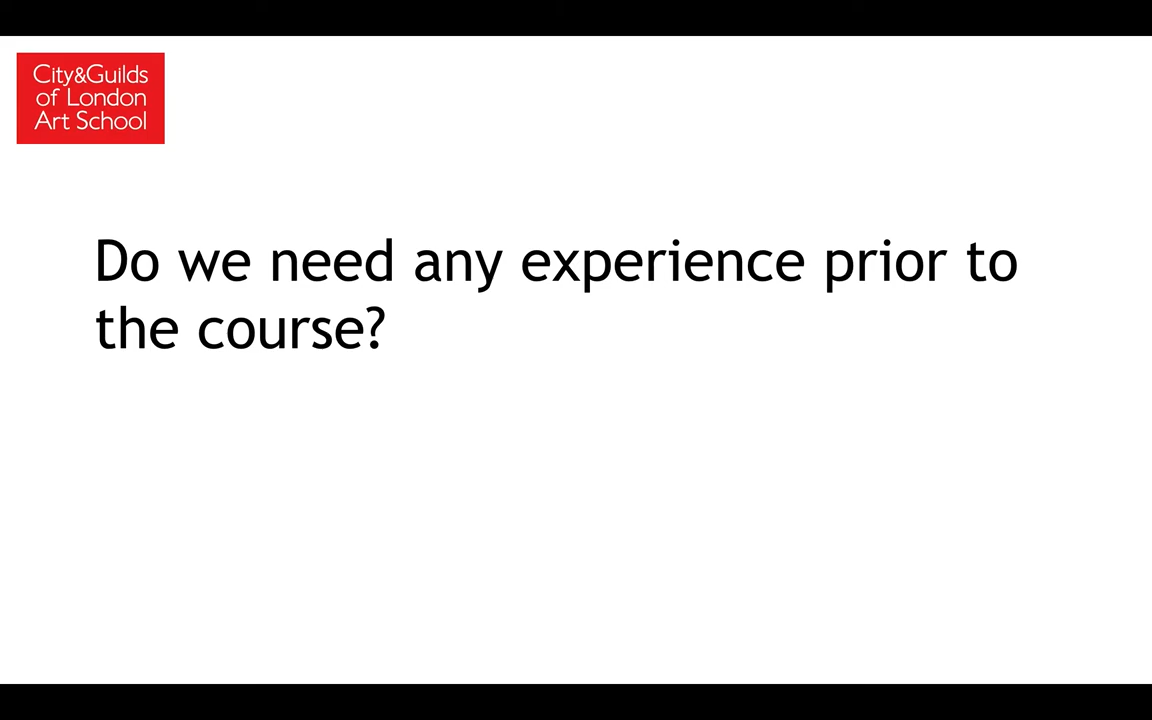 City&Guilds
of London
Art School
Do we need any experience prior to
the course?